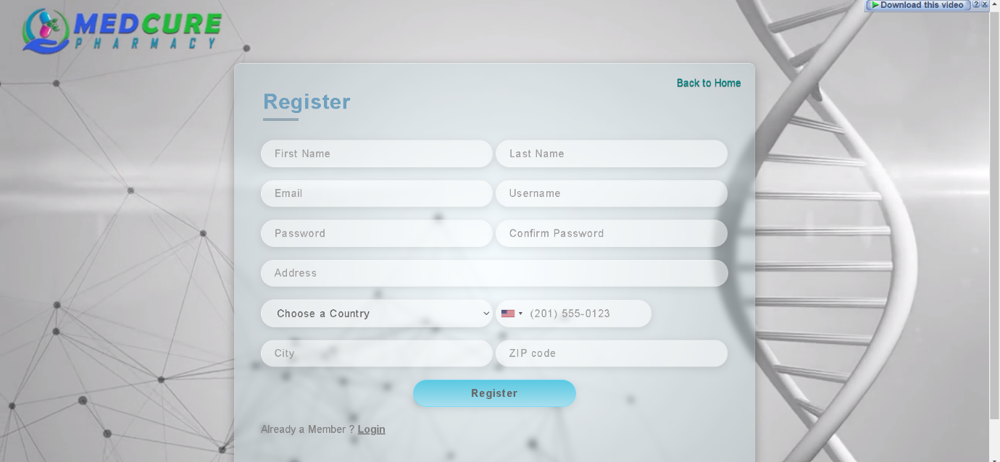 Download this video ? X
MEDCURE
PHARMACY
Back to Home
Register
First Name
Last Name
Email
Username
Password
Confirm Password
Address
Choose a Country
(201) 555-0123
City
ZIP code
Register
Already a Member ? Login